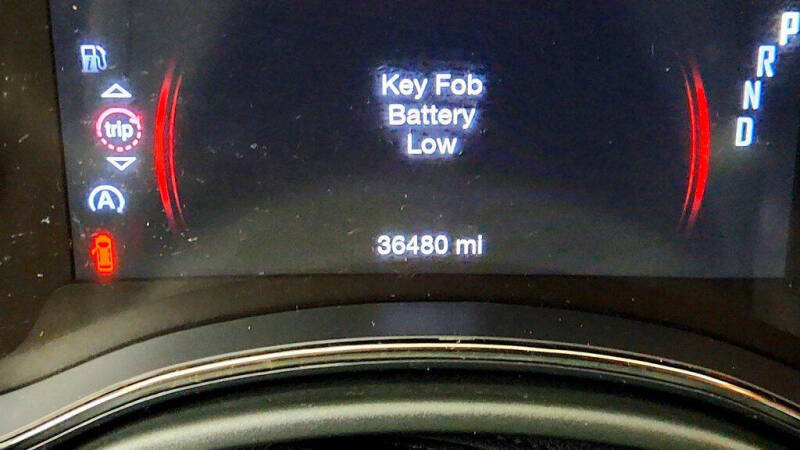 Key Fob
Battery
Low
trip
A
36480 mi
P
R
N
D